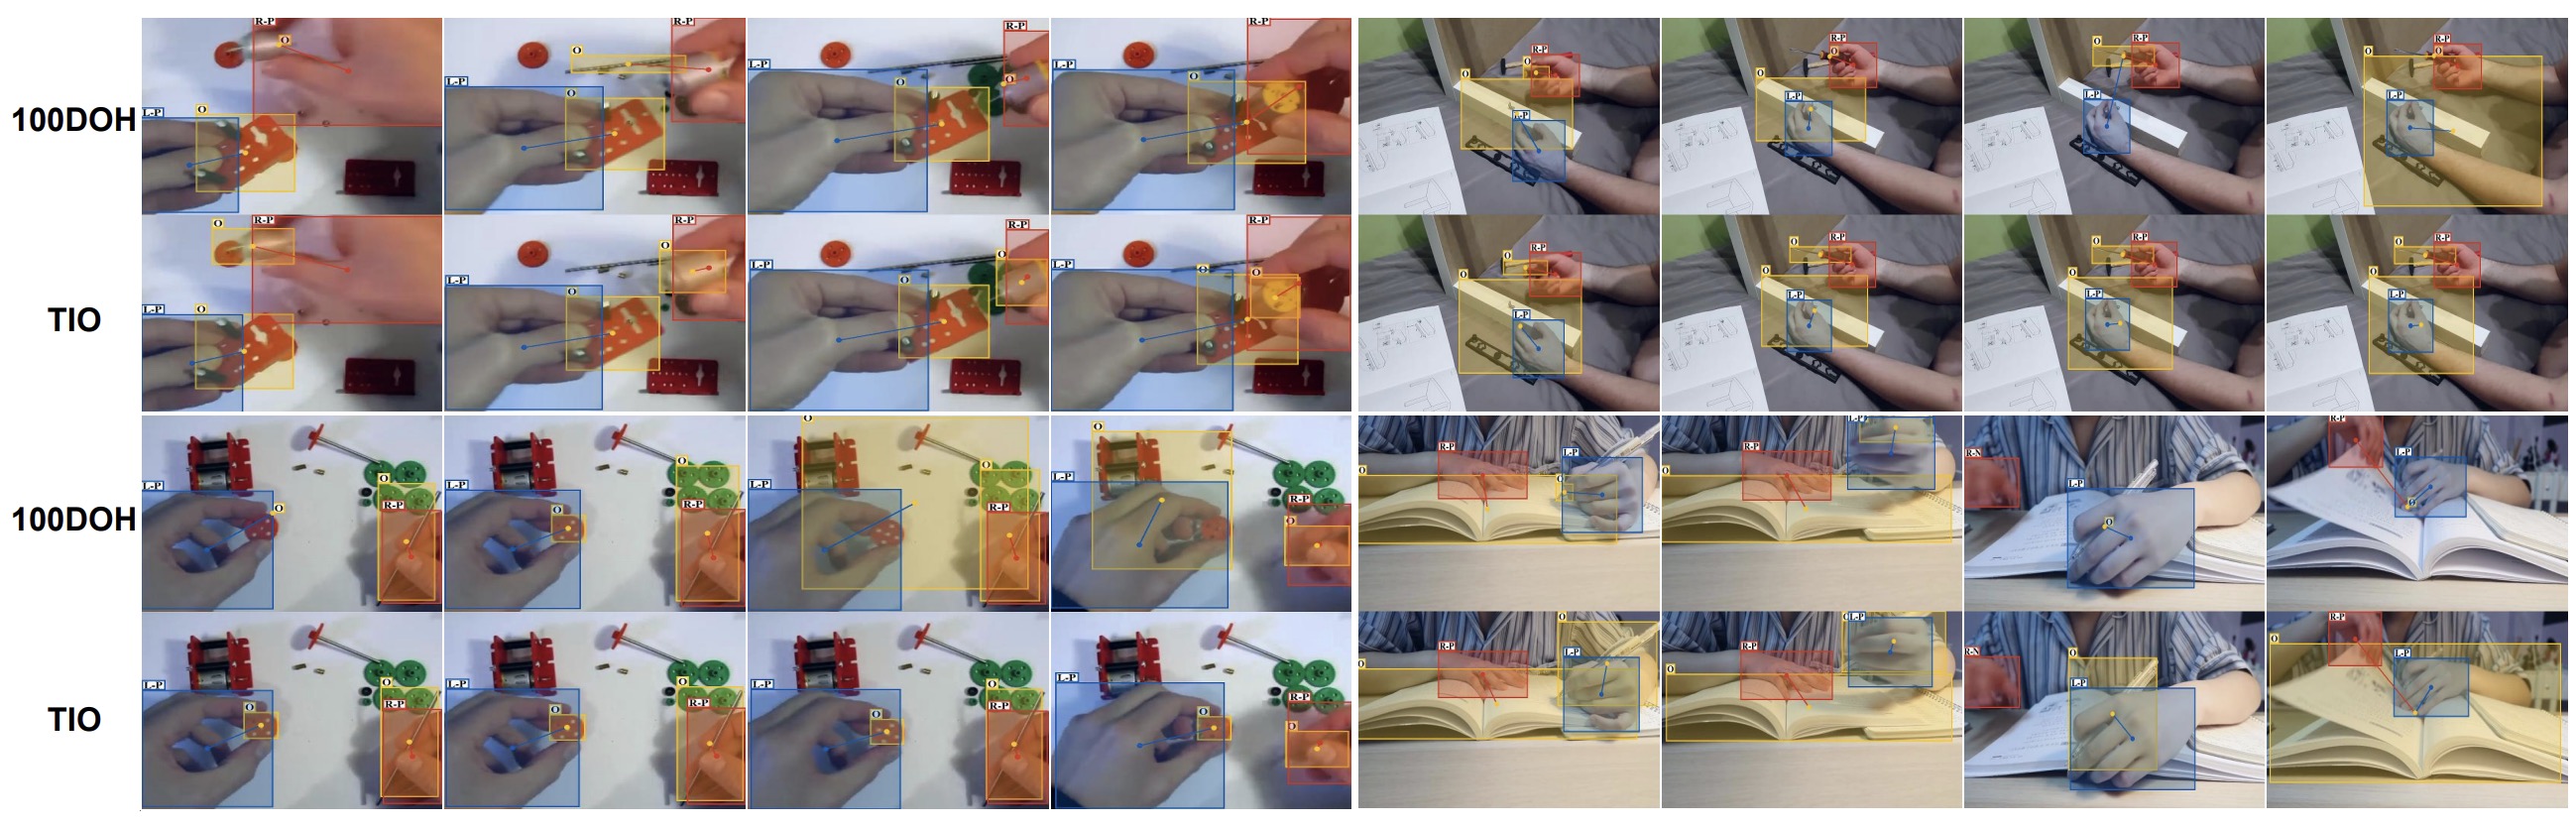 100DOH
R-P O L-P O
R-P O L-P O
R-P L-P O O
R-P L-P O
R-P O O L-P
R-P O O L-P
O R-P L-P
R-P O O L-P
TIO
R-P O L-P O
R-P O L-P O
R-P O L-P O
R-P L-P O O
R-P O O L-P
O R-P O L-P
O R-P O L-P
O R-P O L-P
100DOH
O L-P O R-P
O L-P O R-P
O O L-P R-P
O L-P R-P O
R-P L-P O O
L-P R-P O
R-N L-P O
R-P L-P O
TIO
O L-P R-P O
O L-P R-P O
O L-P R-P O
L-P R-P O O
O R-P L-P O
O L-P R-P O
R-N O L-P
R-P O L-P